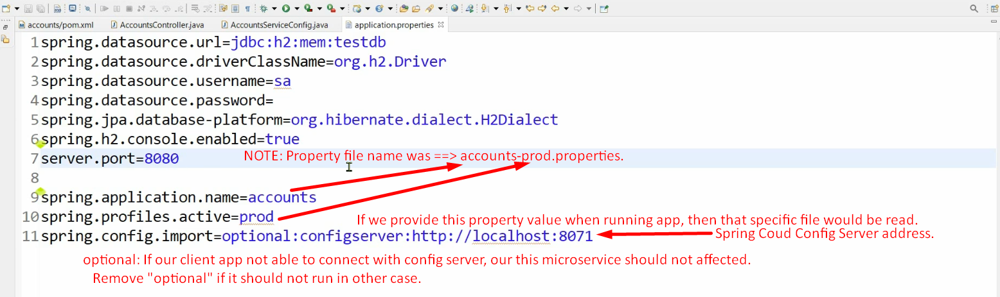 accounts/pom.xml AccountsController.java AccountsServiceConfig.java application.properties
1 spring.datasource.url=jdbc:h2:mem:testdb
2 spring.datasource.driverClassName=org.h2.Driver
3 spring.datasource.username=sa
4 spring.datasource.password=
5 spring.jpa.database-platform=org.hibernate.dialect.H2Dialect
6 spring.h2.console.enabled=true
7 server.port=8080 NOTE: Property file name was ==> accounts-prod.properties.
8
9 spring.application.name=accounts
10 spring.profiles.active=prod If we provide this property value when running app, then that specific file would be read.
11 spring.config.import=optional:configserver:http://localhost:8071 Spring Coud Config Server address.
optional: If our client app not able to connect with config server, our this microservice should not affected.
Remove "optional" if it should not run in other case.